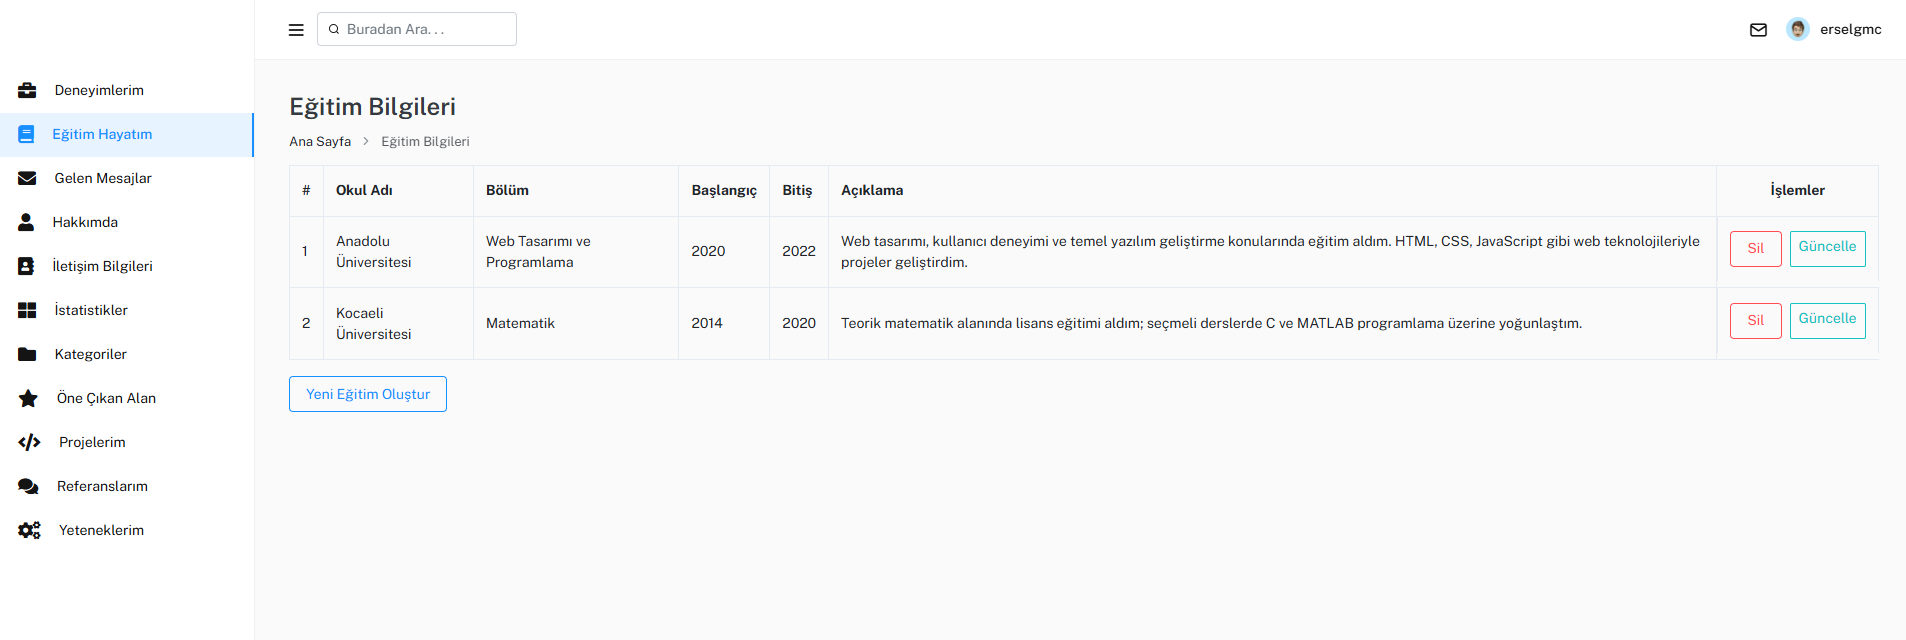 Buradan Ara. . .
erselgmc
Deneyimlerim
Eğitim Hayatım
Gelen Mesajlar
Hakkımda
İletişim Bilgileri
İstatistikler
Kategoriler
Öne Çıkan Alan
Projelerim
Referanslarım
Yeteneklerim
Eğitim Bilgileri
Ana Sayfa > Eğitim Bilgileri
# Okul Adı Bölüm Başlangıç Bitiş Açıklama İşlemler
1 Anadolu Üniversitesi Web Tasarımı ve Programlama 2020 2022 Web tasarımı, kullanıcı deneyimi ve temel yazılım geliştirme konularında eğitim aldım. HTML, CSS, JavaScript gibi web teknolojileriyle projeler geliştirdim. Sil Güncelle
2 Kocaeli Üniversitesi Matematik 2014 2020 Teorik matematik alanında lisans eğitimi aldım; seçmeli derslerde C ve MATLAB programlama üzerine yoğunlaştım. Sil Güncelle
Yeni Eğitim Oluştur